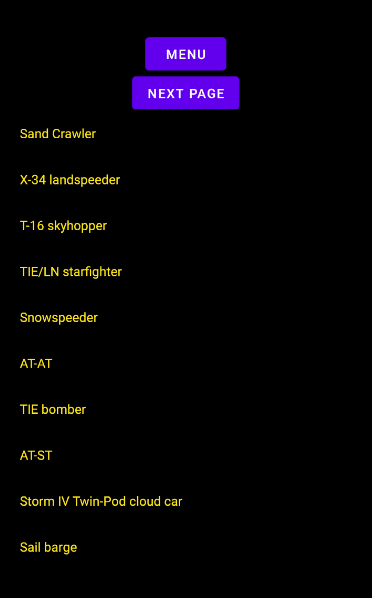 MENU
NEXT PAGE
Sand Crawler
X-34 landspeeder
T-16 skyhopper
TIE/LN starfighter
Snowspeeder
AT-AT
TIE bomber
AT-ST
Storm IV Twin-Pod cloud car
Sail barge